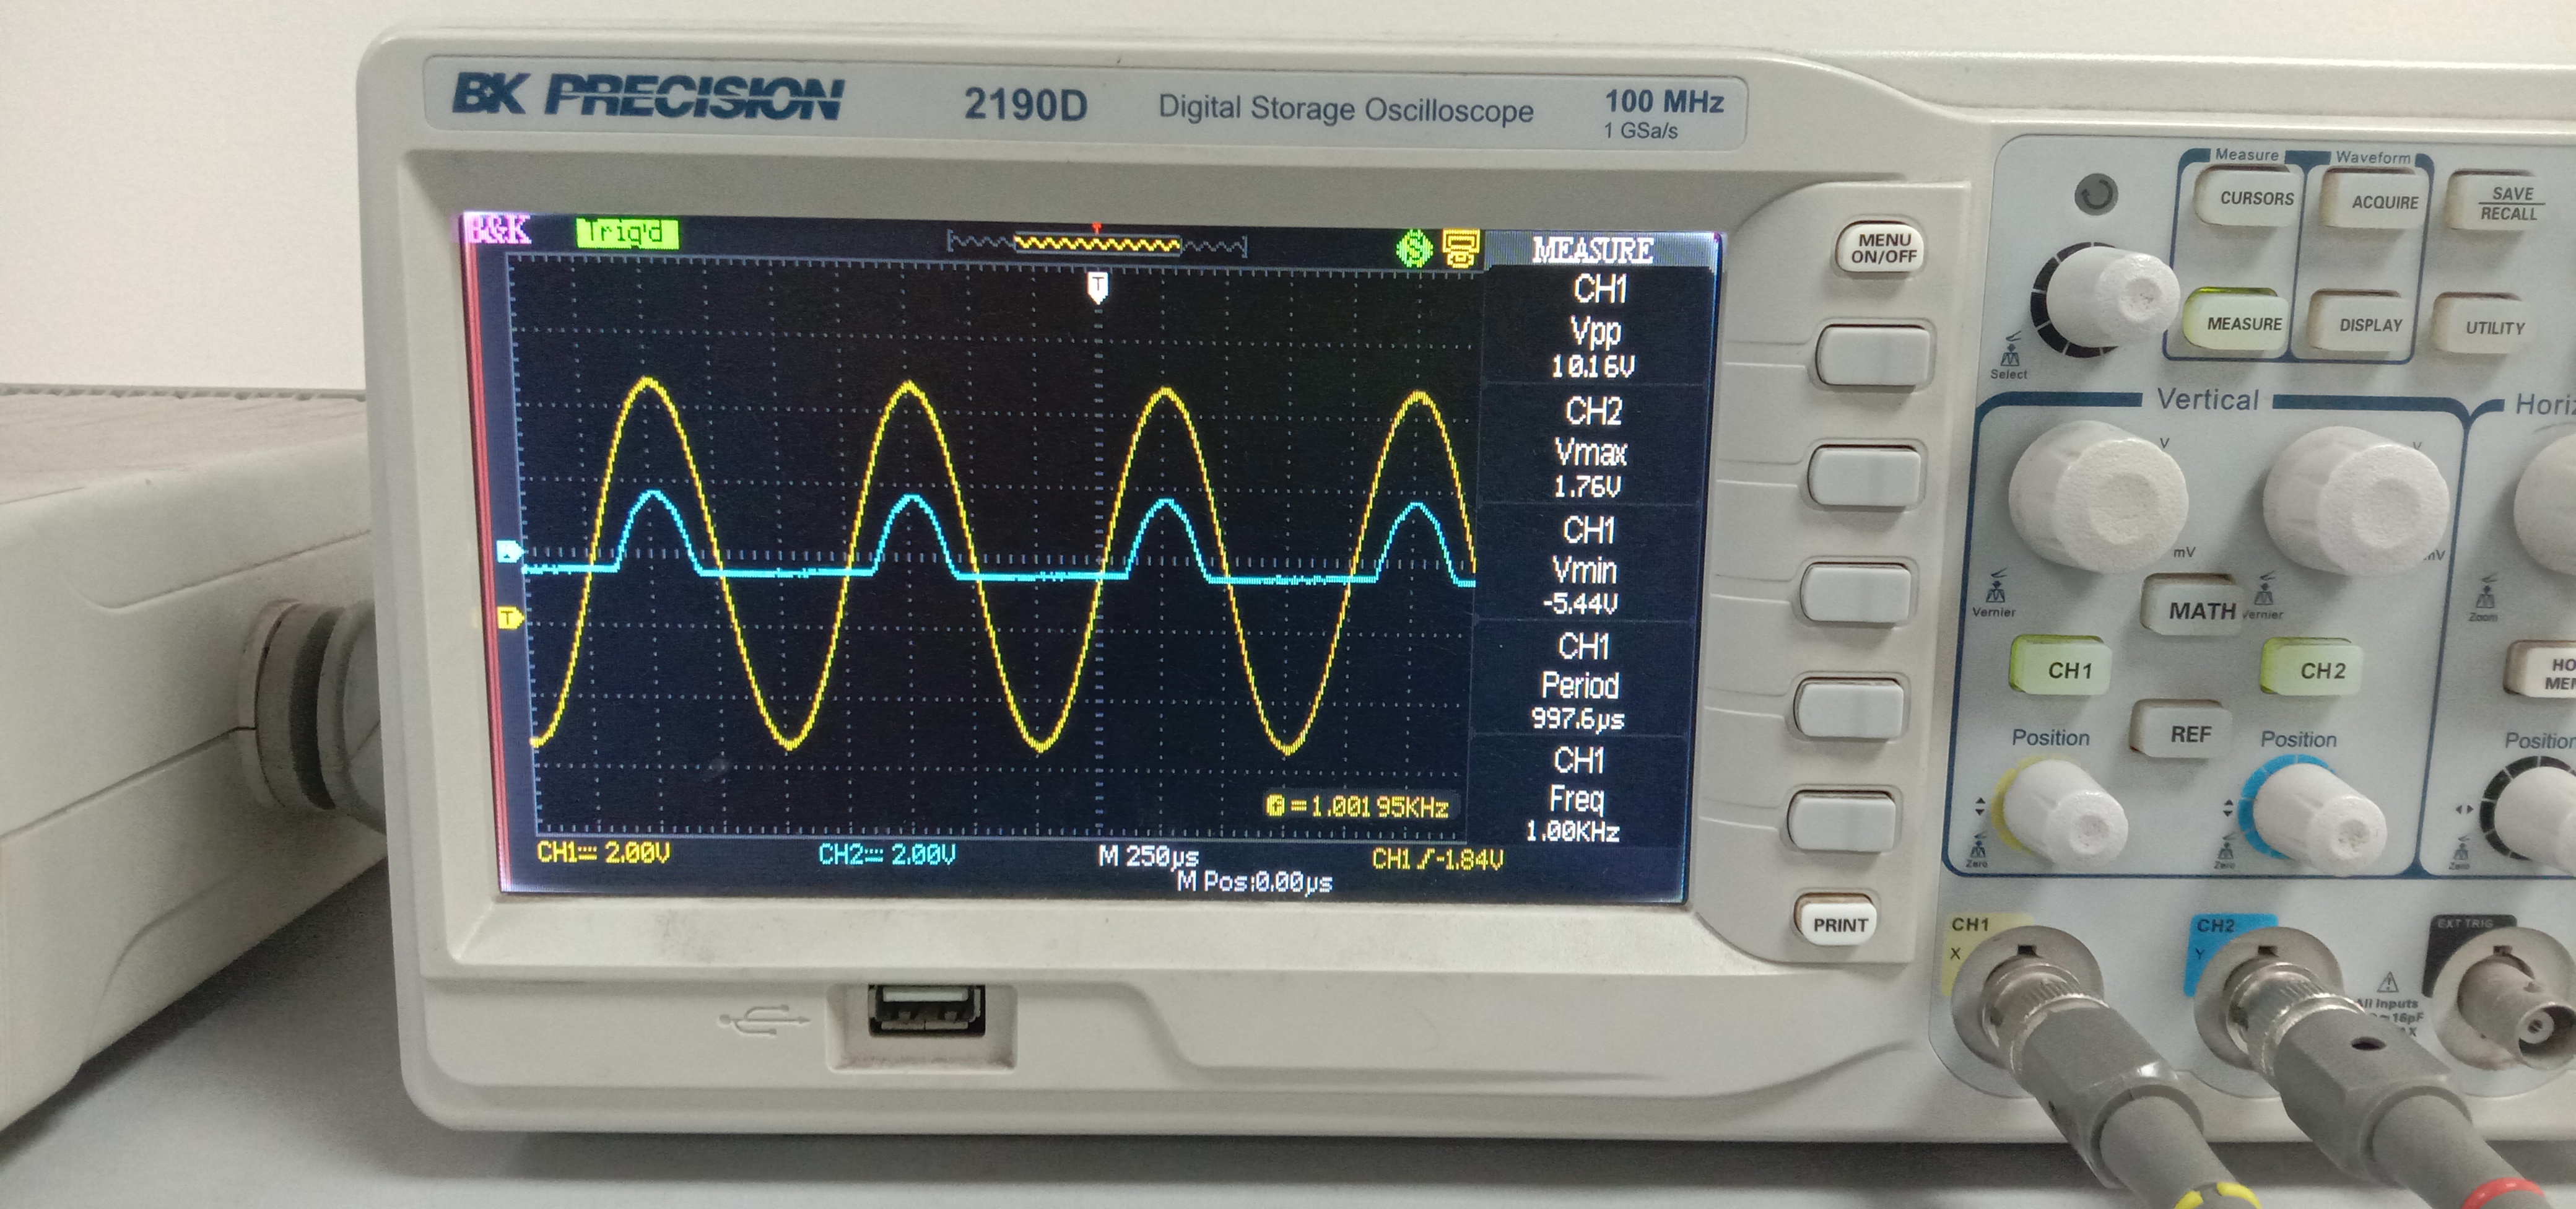 BK PRECISION 2190D Digital Storage Oscilloscope 100 MHz
1 GSa/s
B&K Trig'd
T
MEASURE
CH1
Vpp
10.16V
CH2
Vmax
1.76V
CH1
Vmin
-5.44V
CH1
Period
997.6µs
CH1
Freq
1.00KHz
T
=1.00195KHz
CH1 2.00V CH2 2.00V M 250µs CH1 -1.84V
M Pos:0.00µs
MENU
ON/OFF
PRINT
Select
Measure
CURSORS
MEASURE
Waveform
ACQUIRE
DISPLAY
SAVE
RECALL
UTILITY
Vertical
V
mV
V
mV
Vernier
MATH
Vernier
Zoom
CH1
CH2
REF
Position
Position
Zero
Zero
Zero
CH1
X
CH2
Y
EXT TRIG
All Inputs